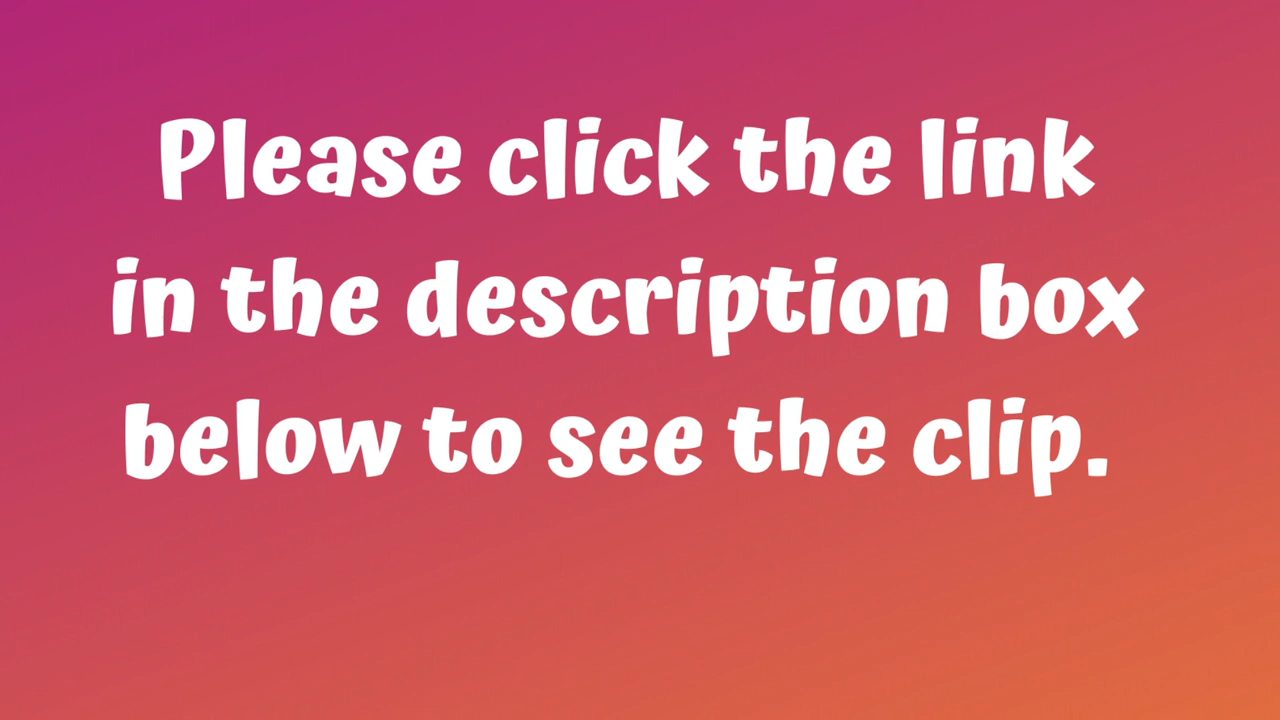 Please click the link
in the description box
below to see the clip.